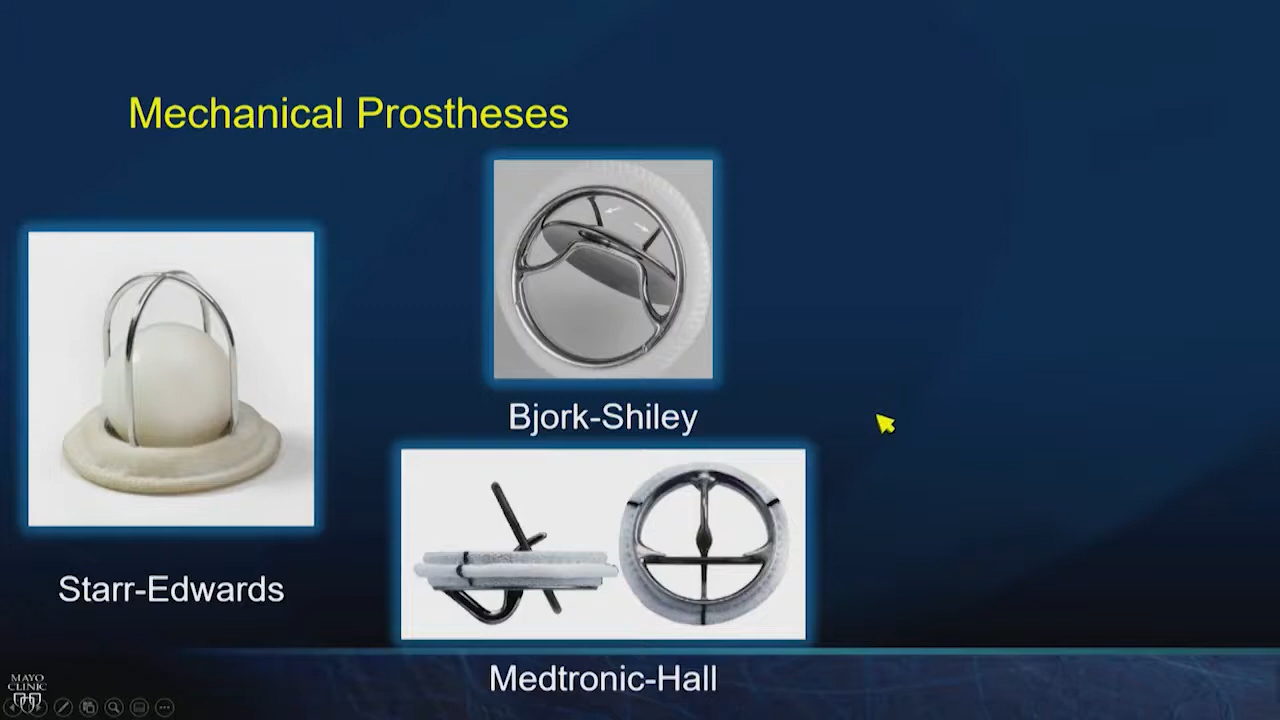 Mechanical Prostheses
Bjork-Shiley
Starr-Edwards
Medtronic-Hall
MAYO
CLINIC